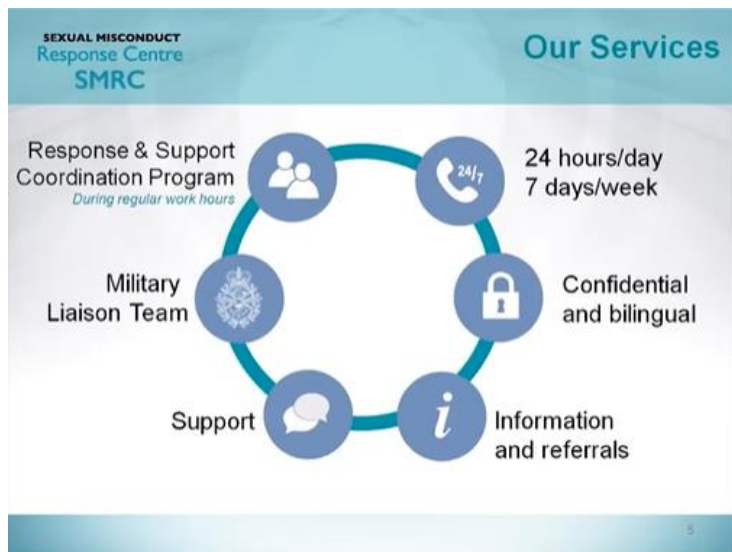 SEXUAL MISCONDUCT
Response Centre
SMRC
Our Services
Response & Support
Coordination Program
During regular work hours
24/7
24 hours/day
7 days/week
Military
Liaison Team
Confidential
and bilingual
Support
i
Information
and referrals
5